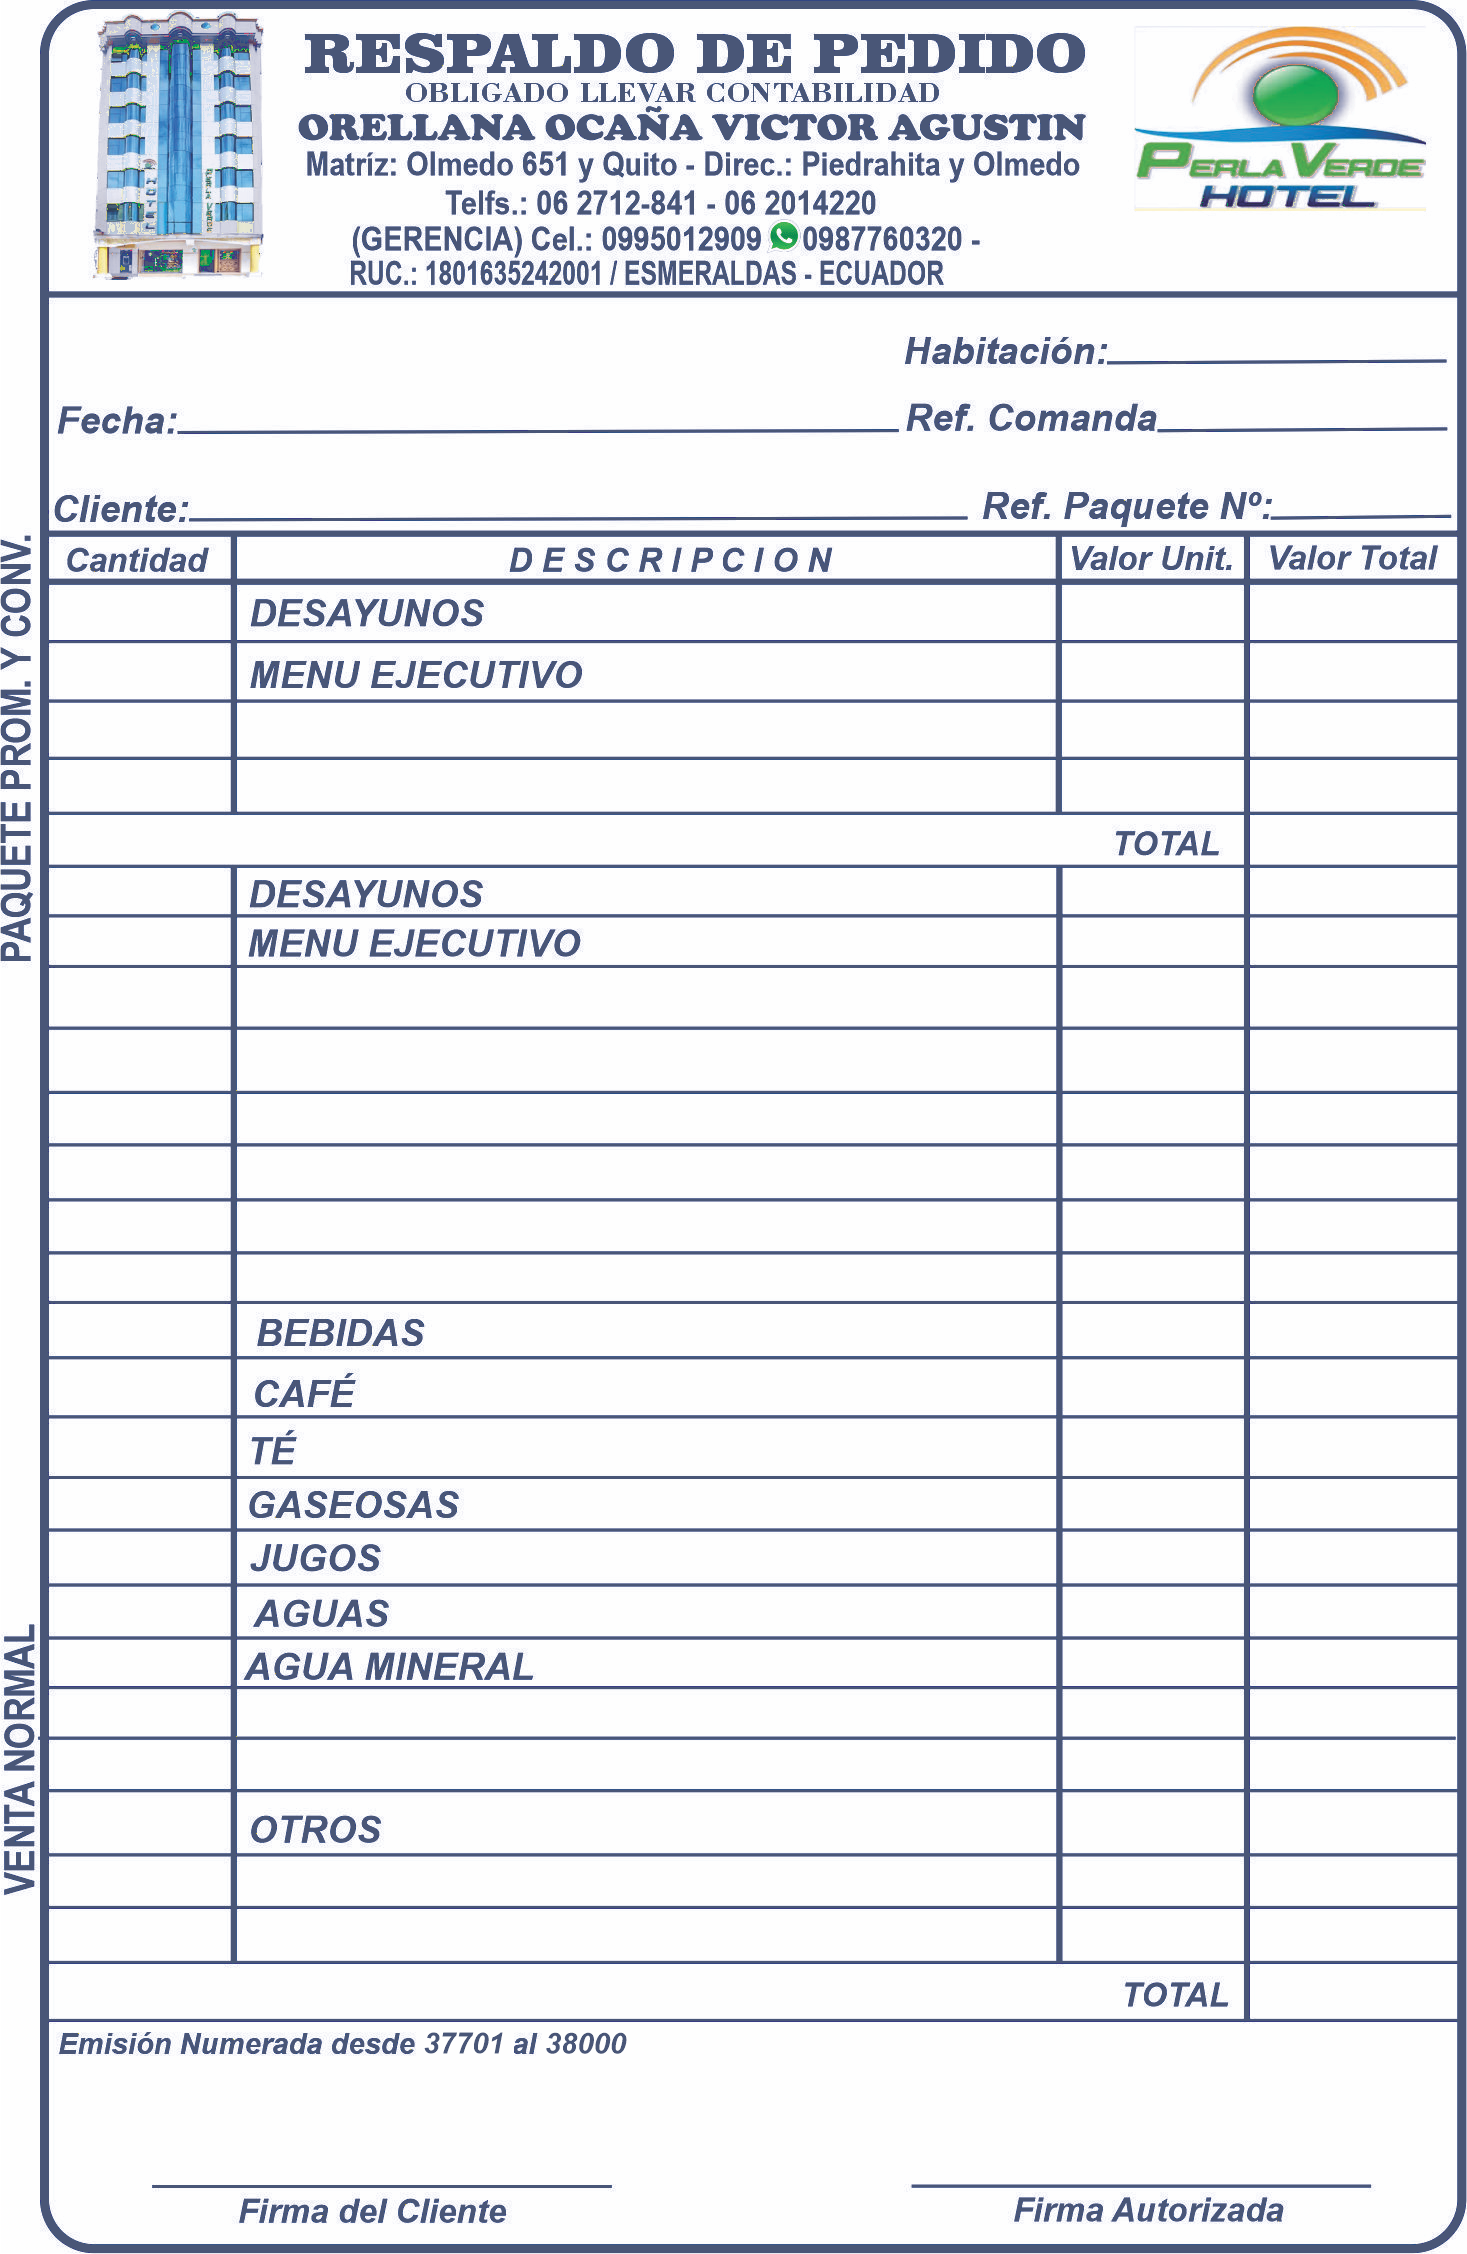 RESPALDO DE PEDIDO
OBLIGADO LLEVAR CONTABILIDAD
ORELLANA OCAÑA VICTOR AGUSTIN
Matríz: Olmedo 651 y Quito - Direc.: Piedrahita y Olmedo
Telfs.: 06 2712-841 - 06 2014220
(GERENCIA) Cel.: 0995012909 0987760320 -
RUC.: 1801635242001 / ESMERALDAS - ECUADOR
PERLA VERDE
HOTEL
Habitación:
Fecha: Ref. Comanda
Cliente: Ref. Paquete Nº:
Cantidad DESCRIPCION Valor Unit. Valor Total
PAQUETE PROM. Y CONV.
DESAYUNOS
MENU EJECUTIVO
TOTAL
VENTA NORMAL
DESAYUNOS
MENU EJECUTIVO
BEBIDAS
CAFÉ
TÉ
GASEOSAS
JUGOS
AGUAS
AGUA MINERAL
OTROS
TOTAL
Emisión Numerada desde 37701 al 38000
Firma del Cliente Firma Autorizada